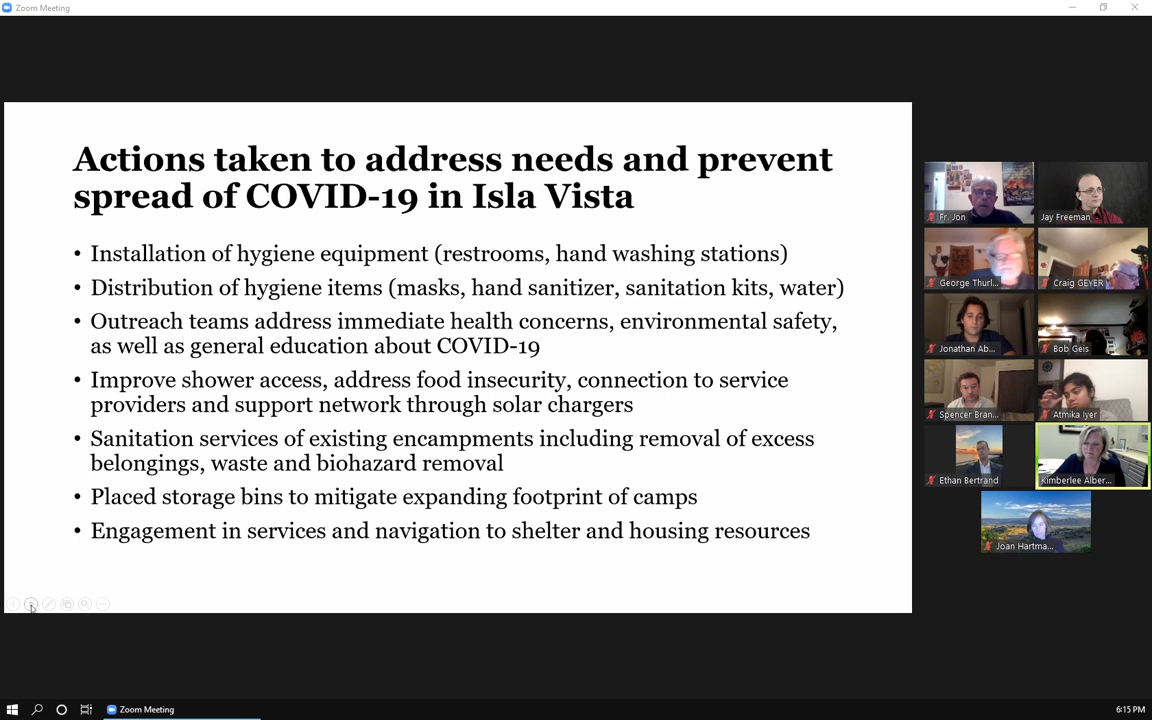 Zoom Meeting
Actions taken to address needs and prevent
spread of COVID-19 in Isla Vista
• Installation of hygiene equipment (restrooms, hand washing stations)
• Distribution of hygiene items (masks, hand sanitizer, sanitation kits, water)
• Outreach teams address immediate health concerns, environmental safety,
as well as general education about COVID-19
• Improve shower access, address food insecurity, connection to service
providers and support network through solar chargers
• Sanitation services of existing encampments including removal of excess
belongings, waste and biohazard removal
• Placed storage bins to mitigate expanding footprint of camps
• Engagement in services and navigation to shelter and housing resources
Fr. Jon
Jay Freeman
George Thurl...
Craig GEYER
Jonathan Ab...
Bob Geis
Spencer Bran...
Atmika Iyer
Ethan Bertrand
Kimberlee Alber...
Joan Hartma...
Zoom Meeting
6:15 PM